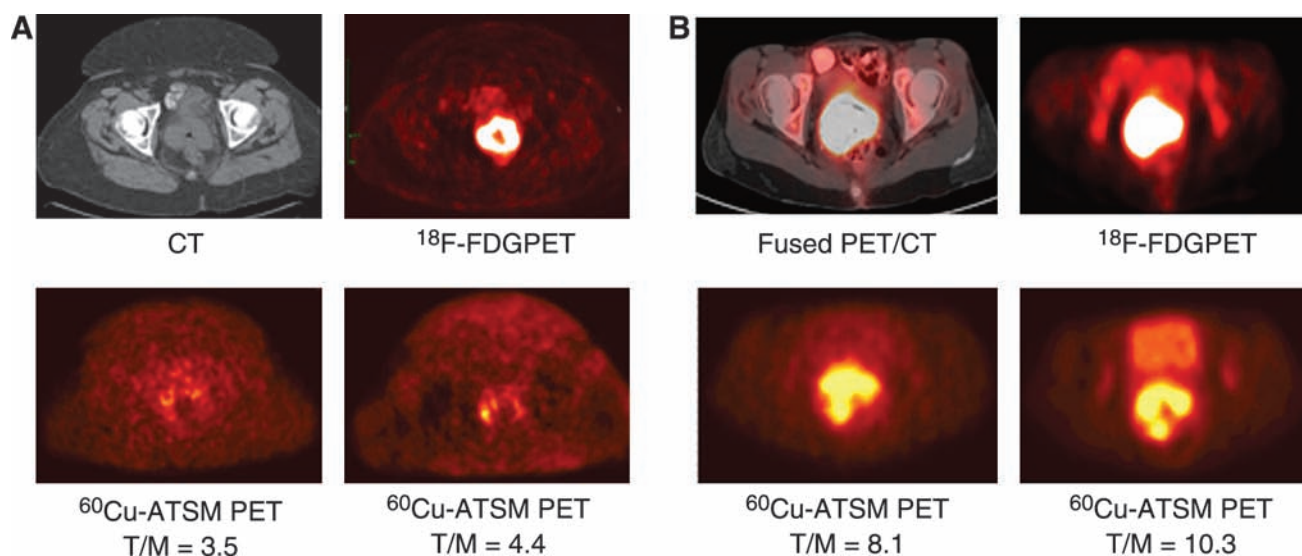 A
B
CT
¹⁸F-FDGPET
Fused PET/CT
¹⁸F-FDGPET
⁶⁰Cu-ATSM PET
T/M = 3.5
⁶⁰Cu-ATSM PET
T/M = 4.4
⁶⁰Cu-ATSM PET
T/M = 8.1
⁶⁰Cu-ATSM PET
T/M = 10.3